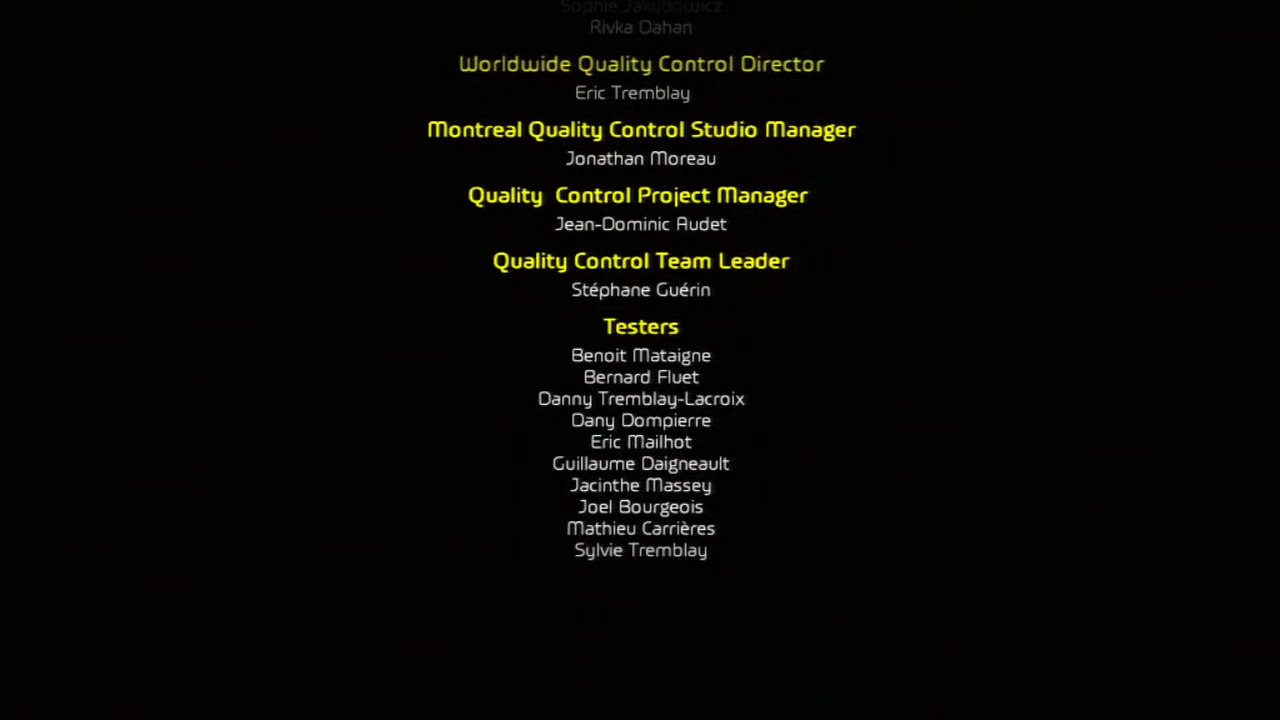 Sophie Jakubowicz
Rivka Dahan
Worldwide Quality Control Director
Eric Tremblay
Montreal Quality Control Studio Manager
Jonathan Moreau
Quality  Control Project Manager
Jean-Dominic Audet
Quality Control Team Leader
Stéphane Guérin
Testers
Benoit Mataigne
Bernard Fluet
Danny Tremblay-Lacroix
Dany Dompierre
Eric Mailhot
Guillaume Daigneault
Jacinthe Massey
Joel Bourgeois
Mathieu Carrières
Sylvie Tremblay